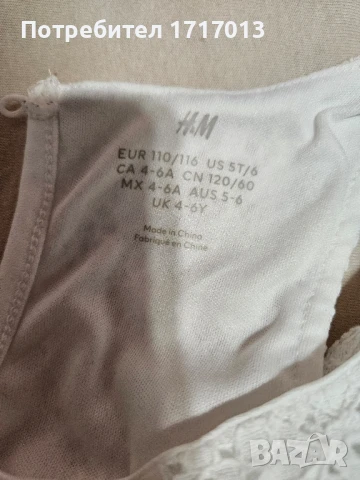 Потребител 1717013
H&M
EUR 110/116 US 5T/6
CA 4-6A CN 120/60
MX 4-6A AUS 5-6
UK 4-6Y
Made in China
Fabriqué en Chine
BAZAR